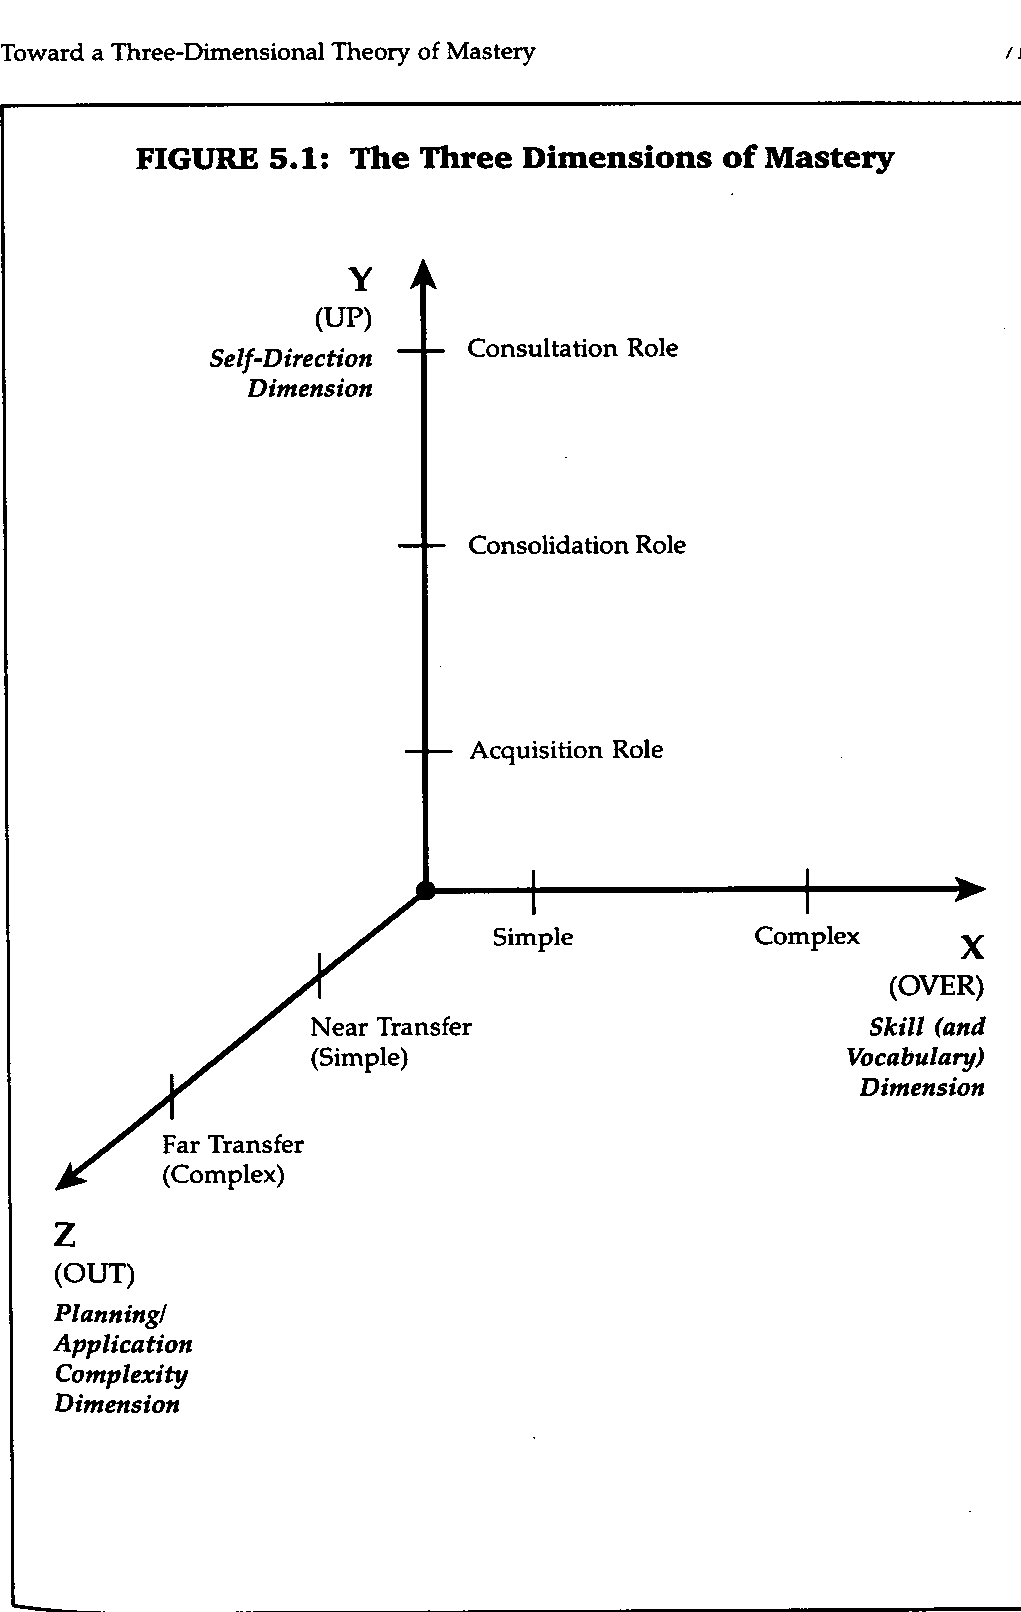 Toward a Three-Dimensional Theory of Mastery
FIGURE 5.1: The Three Dimensions of Mastery
Y
(UP)
Self-Direction
Dimension
Consultation Role
Consolidation Role
Acquisition Role
Simple
Complex
X
(OVER)
Skill (and
Vocabulary)
Dimension
Near Transfer
(Simple)
Far Transfer
(Complex)
Z
(OUT)
Planning/
Application
Complexity
Dimension